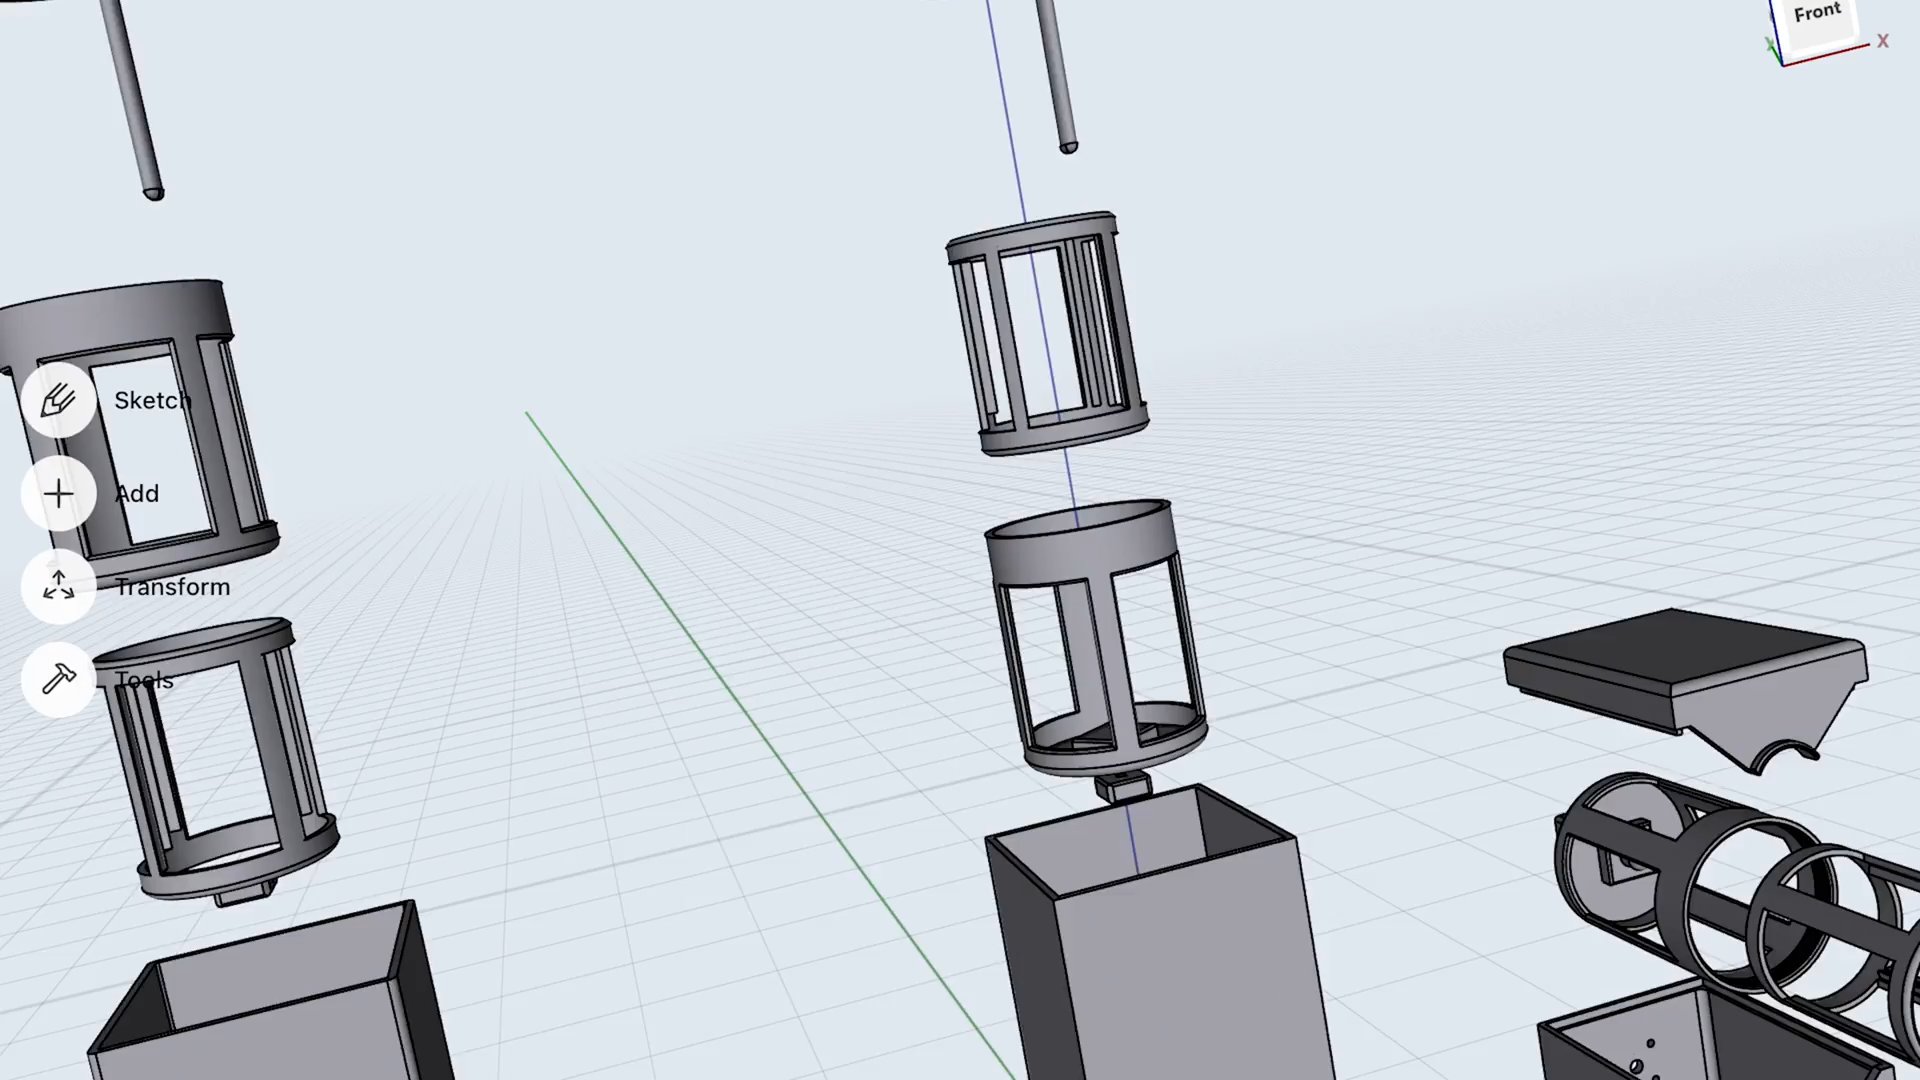 Front
X
Sketch
Add
Transform
Tools